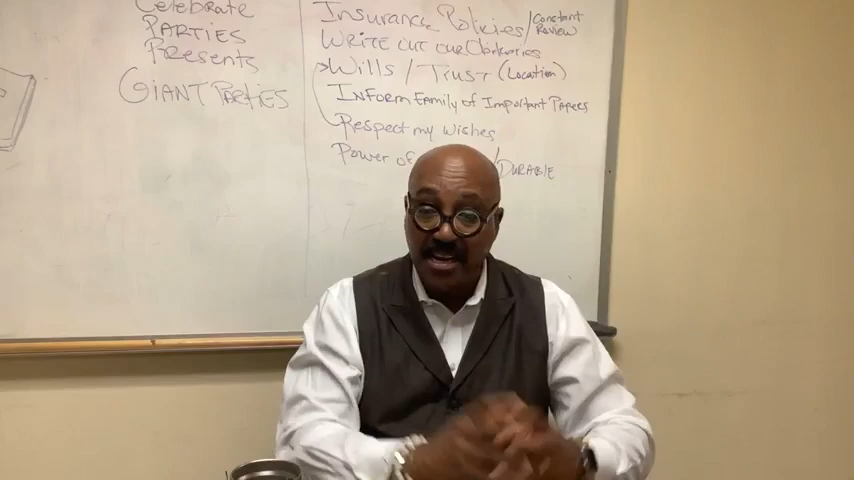 Celebrate
PARTIES
Presents
GIANT PARTIES
Insurance Policies / Constant Review
WRITE OUT OUR Obituaries
>Wills / TRUST (Location)
INFORM Family of Important Papers
Respect my Wishes
Power of / DURABLE